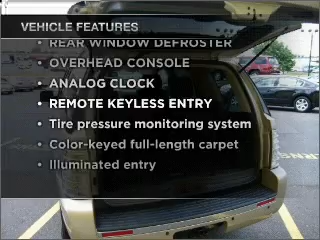 VEHICLE FEATURES
• REAR WINDOW DEFROSTER
• OVERHEAD CONSOLE
• ANALOG CLOCK
• REMOTE KEYLESS ENTRY
• Tire pressure monitoring system
• Color-keyed full-length carpet
• Illuminated entry